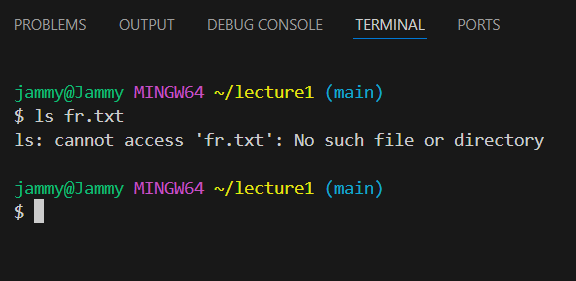 PROBLEMS OUTPUT DEBUG CONSOLE TERMINAL PORTS
jammy@Jammy MINGW64 ~/lecture1 (main)
$ ls fr.txt
ls: cannot access 'fr.txt': No such file or directory
jammy@Jammy MINGW64 ~/lecture1 (main)
$